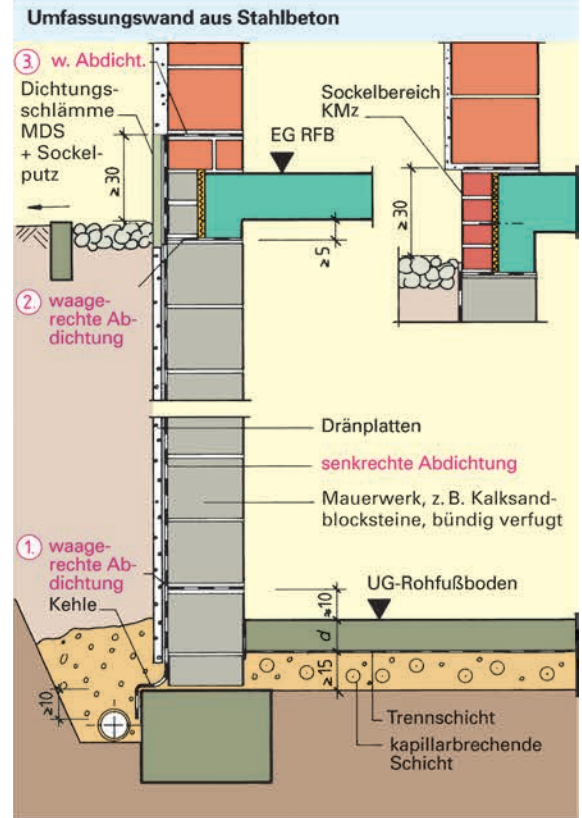 Umfassungswand aus Stahlbeton
3. w. Abdicht.
Dichtungs-
schlämme
MDS
+ Sockel-
putz
≥30
EG RFB
≥5
Sockelbereich
KMz
≥30
2. waage-
rechte Ab-
dichtung
Dränplatten
senkrechte Abdichtung
Mauerwerk, z. B. Kalksand-
blocksteine, bündig verfugt
1. waage-
rechte Ab-
dichtung
Kehle
≥10
UG-Rohfußboden
≥10
d
≥15
Trennschicht
kapillarbrechende
Schicht